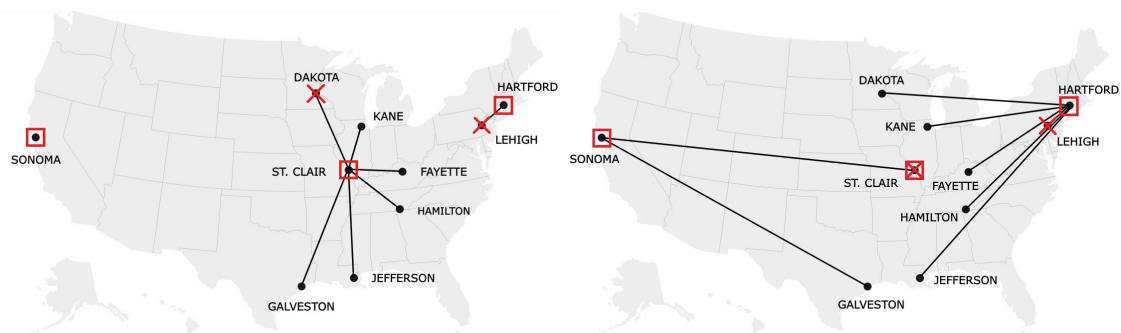 DAKOTA
HARTFORD
KANE
LEHIGH
SONOMA
ST. CLAIR
FAYETTE
HAMILTON
JEFFERSON
GALVESTON
DAKOTA
HARTFORD
KANE
LEHIGH
SONOMA
ST. CLAIR
FAYETTE
HAMILTON
JEFFERSON
GALVESTON